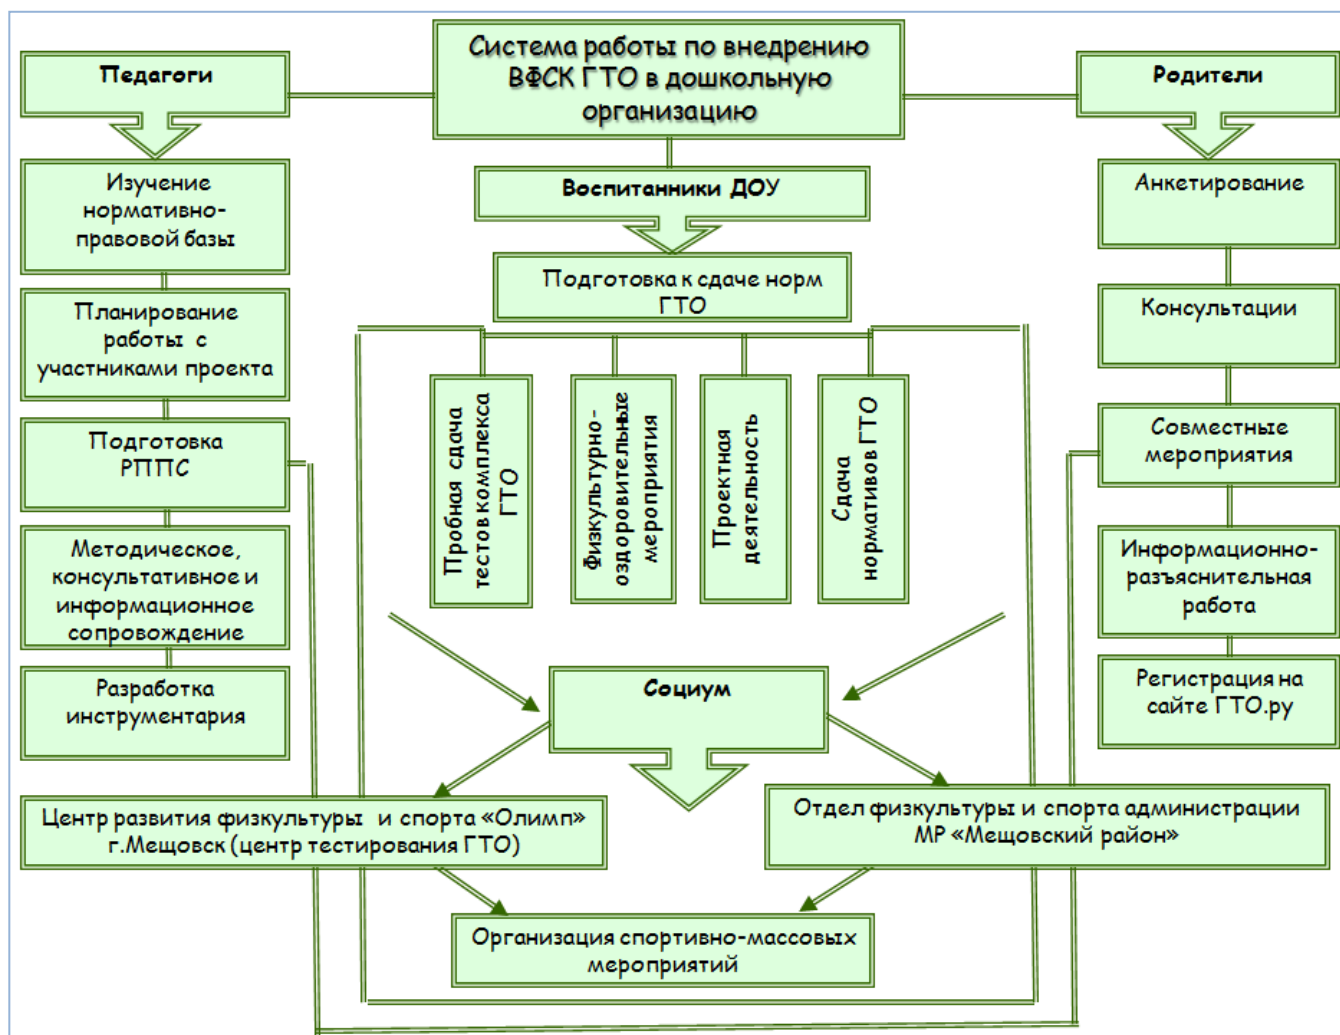 Система работы по внедрению
ВФСК ГТО в дошкольную
организацию
Педагоги
Изучение
нормативно-
правовой базы
Планирование
работы с
участниками проекта
Подготовка
РППС
Методическое,
консультативное и
информационное
сопровождение
Разработка
инструментария
Воспитанники ДОУ
Подготовка к сдаче норм
ГТО
Пробная сдача
тестов комплекса
ГТО
Физкультурно-
оздоровительные
мероприятия
Проектная
деятельность
Сдача
нормативов ГТО
Родители
Анкетирование
Консультации
Совместные
мероприятия
Информационно-
разъяснительная
работа
Регистрация на
сайте ГТО.ру
Социум
Центр развития физкультуры и спорта «Олимп»
г.Мещовск (центр тестирования ГТО)
Отдел физкультуры и спорта администрации
МР «Мещовский район»
Организация спортивно-массовых
мероприятий